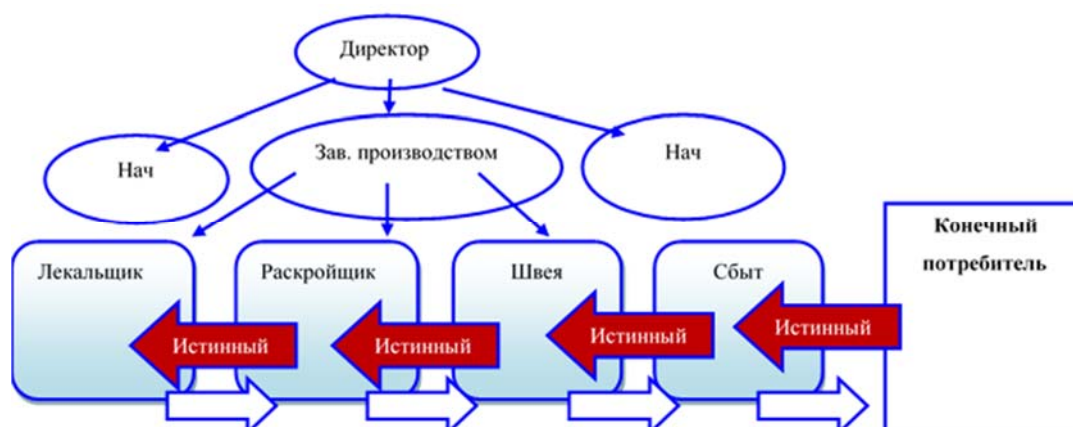 Директор
Нач
Зав. производством
Нач
Лекальщик
Раскройщик
Швея
Сбыт
Конечный
потребитель
Истинный
Истинный
Истинный
Истинный